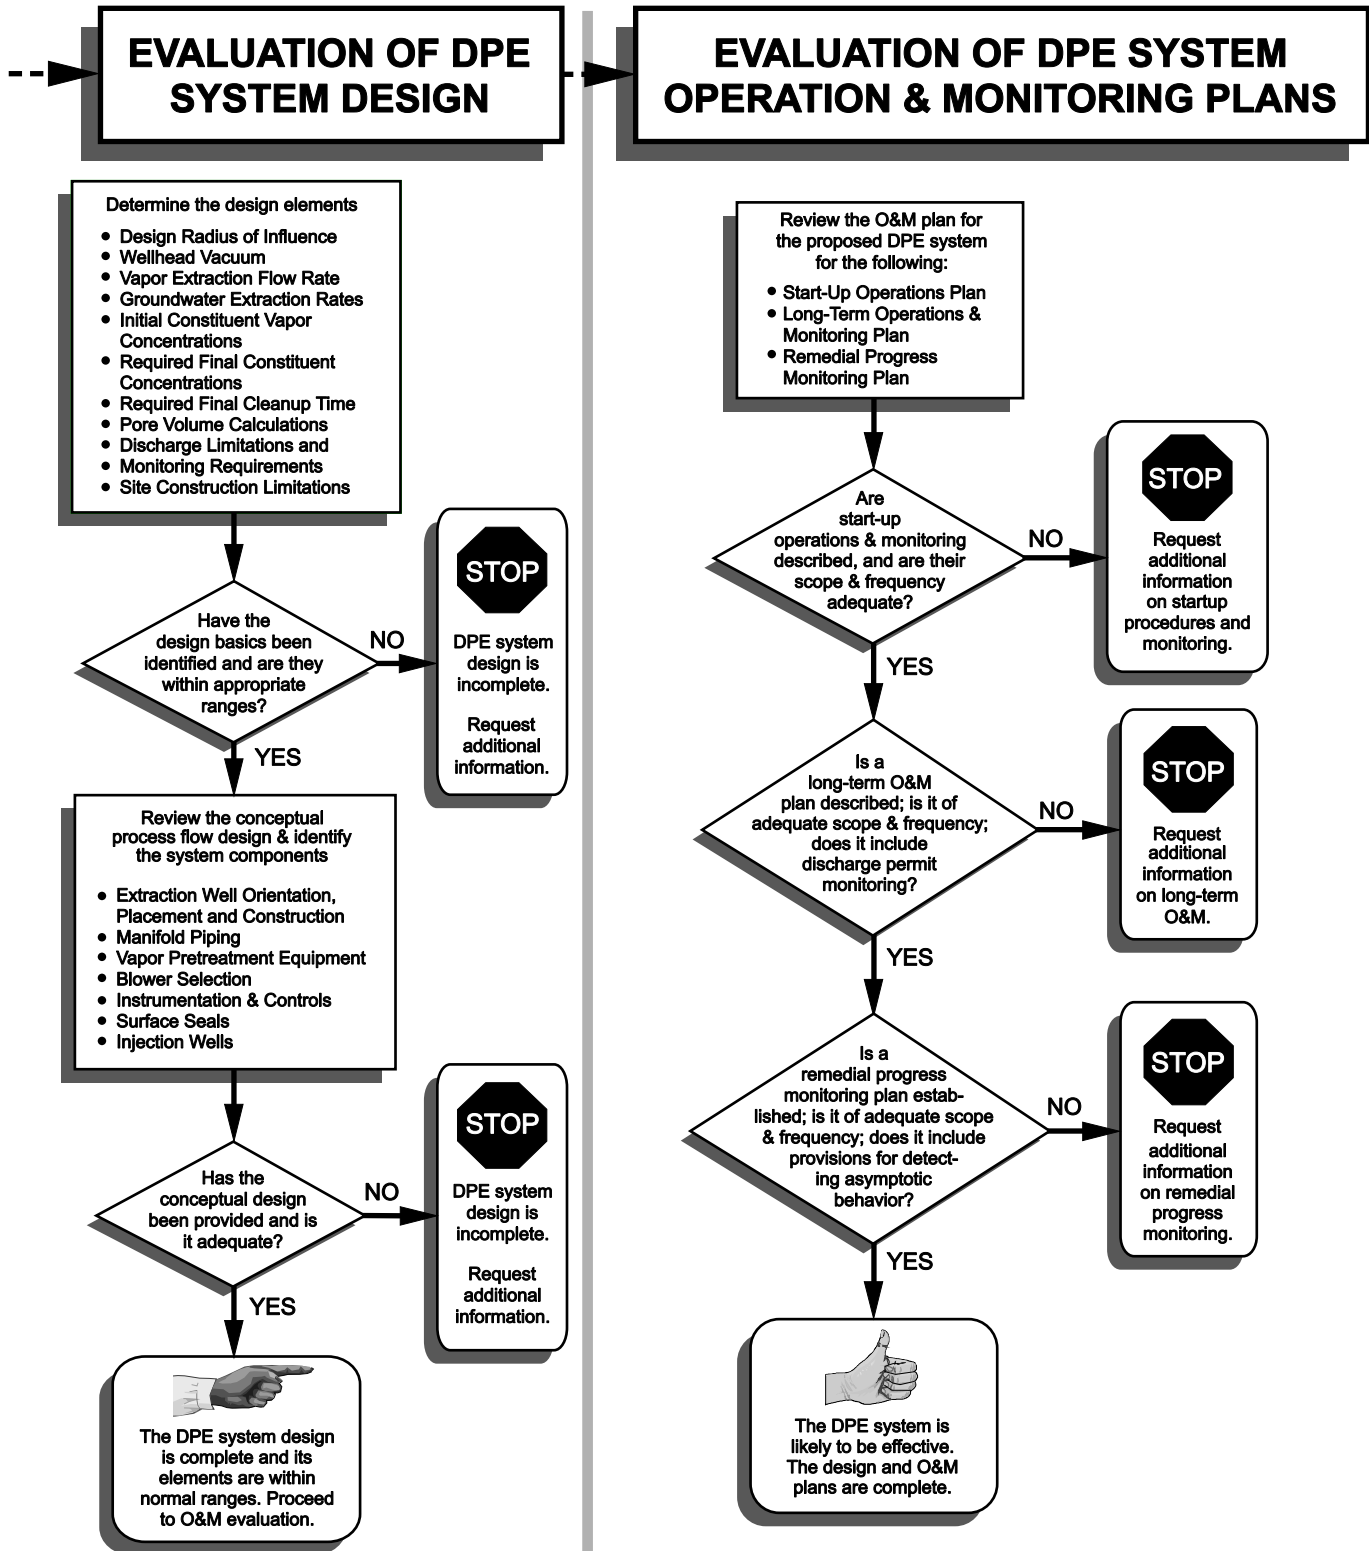 EVALUATION OF DPE
SYSTEM DESIGN
Determine the design elements
• Design Radius of Influence
• Wellhead Vacuum
• Vapor Extraction Flow Rate
• Groundwater Extraction Rates
• Initial Constituent Vapor
Concentrations
• Required Final Constituent
Concentrations
• Required Final Cleanup Time
• Pore Volume Calculations
• Discharge Limitations and
• Monitoring Requirements
• Site Construction Limitations
Have the
design basics been
identified and are they
within appropriate
ranges?
NO
STOP
DPE system
design is
incomplete.
Request
additional
information.
YES
Review the conceptual
process flow design & identify
the system components
• Extraction Well Orientation,
Placement and Construction
• Manifold Piping
• Vapor Pretreatment Equipment
• Blower Selection
• Instrumentation & Controls
• Surface Seals
• Injection Wells
Has the
conceptual design
been provided and is
it adequate?
NO
STOP
DPE system
design is
incomplete.
Request
additional
information.
YES
The DPE system design
is complete and its
elements are within
normal ranges. Proceed
to O&M evaluation.
EVALUATION OF DPE SYSTEM
OPERATION & MONITORING PLANS
Review the O&M plan for
the proposed DPE system
for the following:
• Start-Up Operations Plan
• Long-Term Operations &
Monitoring Plan
• Remedial Progress
Monitoring Plan
Are
start-up
operations & monitoring
described, and are their
scope & frequency
adequate?
NO
STOP
Request
additional
information
on startup
procedures and
monitoring.
YES
Is a
long-term O&M
plan described; is it of
adequate scope & frequency;
does it include
discharge permit
monitoring?
NO
STOP
Request
additional
information
on long-term
O&M.
YES
Is a
remedial progress
monitoring plan estab-
lished; is it of adequate scope
& frequency; does it include
provisions for detect-
ing asymptotic
behavior?
NO
STOP
Request
additional
information
on remedial
progress
monitoring.
YES
The DPE system is
likely to be effective.
The design and O&M
plans are complete.